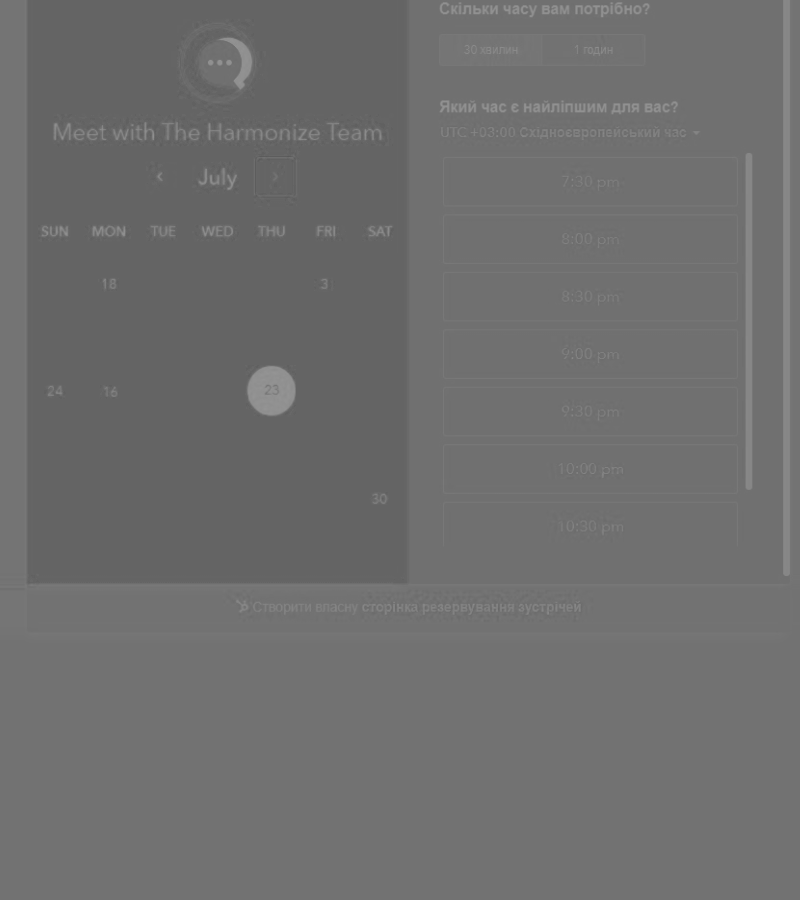 Meet with The Harmonize Team
July
SUN MON TUE WED THU FRI SAT
18 3
24 16 23
30
Скільки часу вам потрібно?
30 хвилин 1 годин
Який час є найліпшим для вас?
UTC +03:00 Східноєвропейський час
7:30 pm
8:00 pm
8:30 pm
9:00 pm
9:30 pm
10:00 pm
10:30 pm
Створити власну сторінка резервування зустрічей